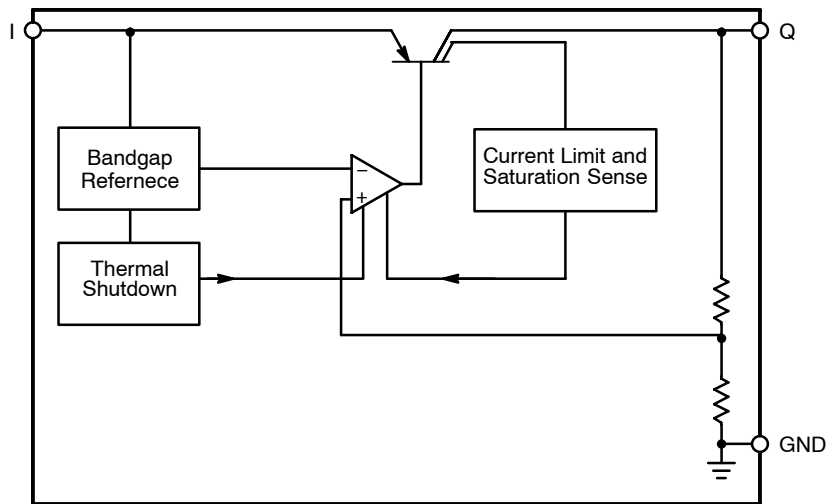 I
Q
Bandgap
Refernece
−
+
Current Limit and
Saturation Sense
Thermal
Shutdown
GND